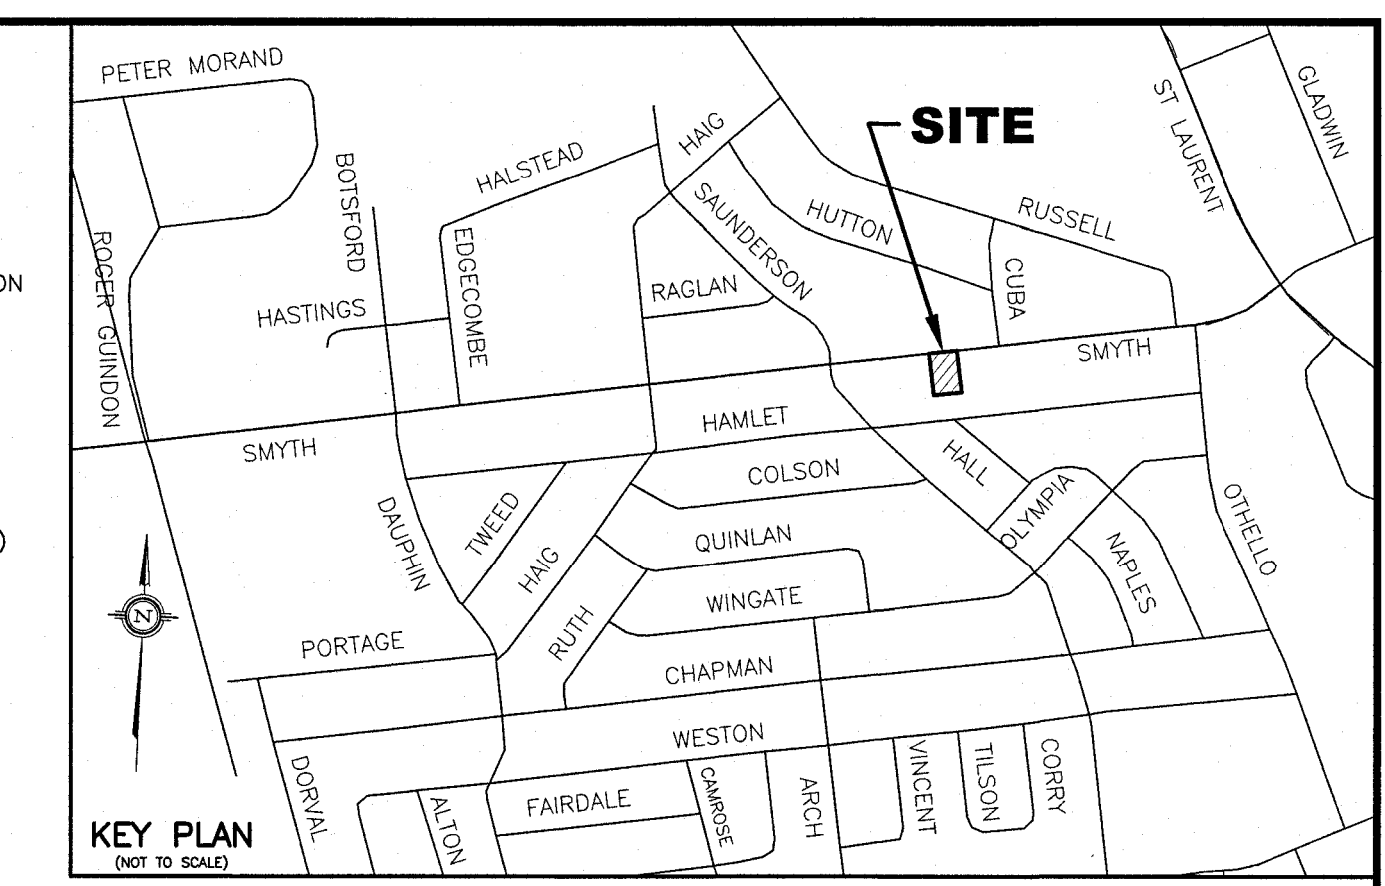 PETER MORAND
GLADWIN
ST LAURENT
HAIG
SITE
BOTSFORD
HALSTEAD
SAUNDERSON
HUTTON
RUSSELL
ROGER GUINDON
EDGECOMBE
ON
RAGLAN
CUBA
HASTINGS
SMYTH
HAMLET
SMYTH
COLSON
HALL
DAUPHIN
TWEED
OLYMPIA
OTHELLO
)
QUINLAN
HAIG
NAPLES
N
WINGATE
RUTH
PORTAGE
CHAPMAN
WESTON
DORVAL
ALTON
FAIRDALE
CAMROSE
ARCH
VINCENT
TILSON
CORRY
KEY PLAN
(NOT TO SCALE)